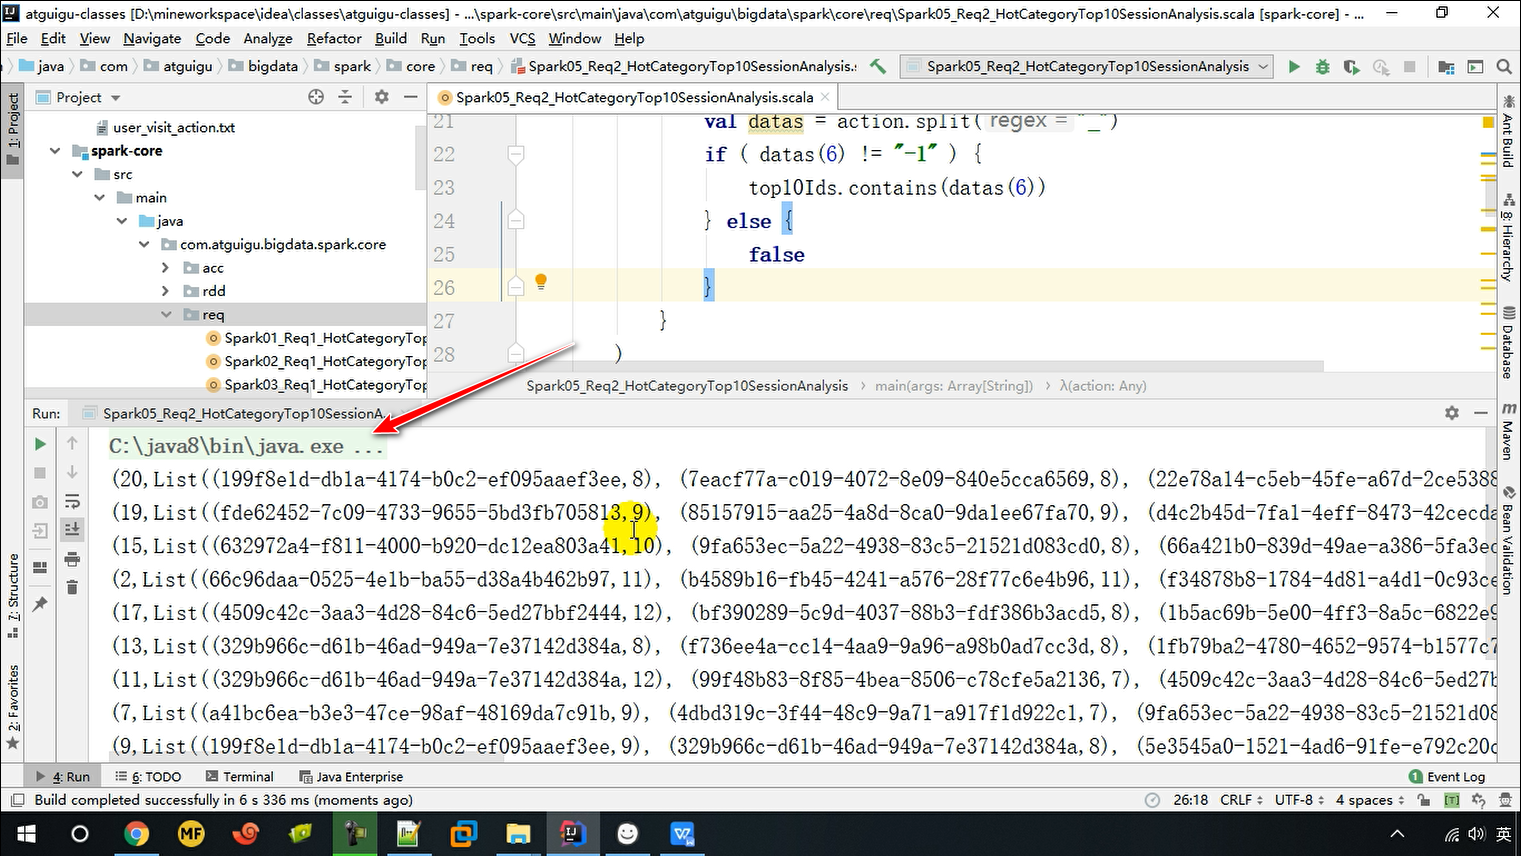 atguigu-classes [D:\mineworkspace\idea\classes\atguigu-classes] - ...\spark-core\src\main\java\com\atguigu\bigdata\spark\core\req\Spark05_Req2_HotCategoryTop10SessionAnalysis.scala [spark-core] - ...
File Edit View Navigate Code Analyze Refactor Build Run Tools VCS Window Help
java com atguigu bigdata spark core req Spark05_Req2_HotCategoryTop10SessionAnalysis. Spark05_Req2_HotCategoryTop10SessionAnalysis
Project
Spark05_Req2_HotCategoryTop10SessionAnalysis.scala
1: Project
user_visit_action.txt
spark-core
src
main
java
com.atguigu.bigdata.spark.core
acc
rdd
req
Spark01_Req1_HotCategoryTop
Spark02_Req1_HotCategoryTop
Spark03_Req1_HotCategoryTop
21 val datas = action.split( regex = "_")
22 if ( datas(6) != "-1" ) {
23 top10Ids.contains(datas(6))
24 } else {
25 false
26 }
27 }
28 )
Spark05_Req2_HotCategoryTop10SessionAnalysis main(args: Array[String]) λ(action: Any)
Ant Build
8: Hierarchy
Database
m Maven
Bean Validation
Run: Spark05_Req2_HotCategoryTop10SessionA...
C:\java8\bin\java.exe ...
(20,List((199f8e1d-db1a-4174-b0c2-ef095aaef3ee,8), (7eacf77a-c019-4072-8e09-840e5cca6569,8), (22e78a14-c5eb-45fe-a67d-2ce5388
(19,List((fde62452-7c09-4733-9655-5bd3fb705813,9), (85157915-aa25-4a8d-8ca0-9da1ee67fa70,9), (d4c2b45d-7fa1-4eff-8473-42cecda
(15,List((632972a4-f811-4000-b920-dc12ea803a41,10), (9fa653ec-5a22-4938-83c5-21521d083cd0,8), (66a421b0-839d-49ae-a386-5fa3ec
(2,List((66c96daa-0525-4e1b-ba55-d38a4b462b97,11), (b4589b16-fb45-4241-a576-28f77c6e4b96,11), (f34878b8-1784-4d81-a4d1-0c93ce
(17,List((4509c42c-3aa3-4d28-84c6-5ed27bbf2444,12), (bf390289-5c9d-4037-88b3-fdf386b3acd5,8), (1b5ac69b-5e00-4ff3-8a5c-6822e9
(13,List((329b966c-d61b-46ad-949a-7e37142d384a,8), (f736ee4a-cc14-4aa9-9a96-a98b0ad7cc3d,8), (1fb79ba2-4780-4652-9574-b1577c7
(11,List((329b966c-d61b-46ad-949a-7e37142d384a,12), (99f48b83-8f85-4bea-8506-c78cfe5a2136,7), (4509c42c-3aa3-4d28-84c6-5ed27b
(7,List((a41bc6ea-b3e3-47ce-98af-48169da7c91b,9), (4dbd319c-3f44-48c9-9a71-a917f1d922c1,7), (9fa653ec-5a22-4938-83c5-21521d08
(9,List((199f8e1d-db1a-4174-b0c2-ef095aaef3ee,9), (329b966c-d61b-46ad-949a-7e37142d384a,8), (5e3545a0-1521-4ad6-91fe-e792c20c
7: Structure
2: Favorites
4: Run 6: TODO Terminal Java Enterprise 1 Event Log
Build completed successfully in 6 s 336 ms (moments ago) 26:18 CRLF UTF-8 4 spaces [T]
MF IJ W 英